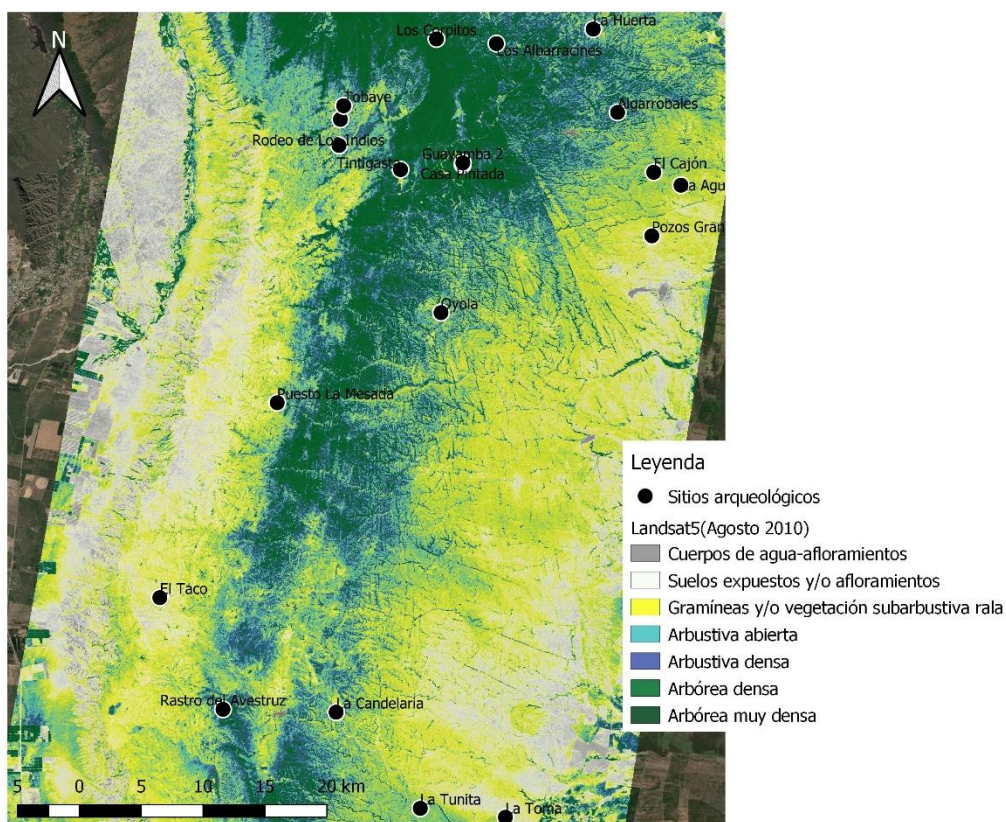 N
Los Corpitos
La Huerta
Los Albarracines
Tobaye
Algarrobales
Rodeo de Los Indios
Guayamba 2
Tintigasta
Casa Pintada
El Cajón
La Agu
Pozos Gran
Oyola
Puesto La Mesada
El Taco
Rastro del Avestruz
La Candelaria
La Tunita
La Toma
5 0 5 10 15 20 km
Leyenda
Sitios arqueológicos
Landsat5(Agosto 2010)
Cuerpos de agua-afloramientos
Suelos expuestos y/o afloramientos
Gramíneas y/o vegetación subarbustiva rala
Arbustiva abierta
Arbustiva densa
Arbórea densa
Arbórea muy densa